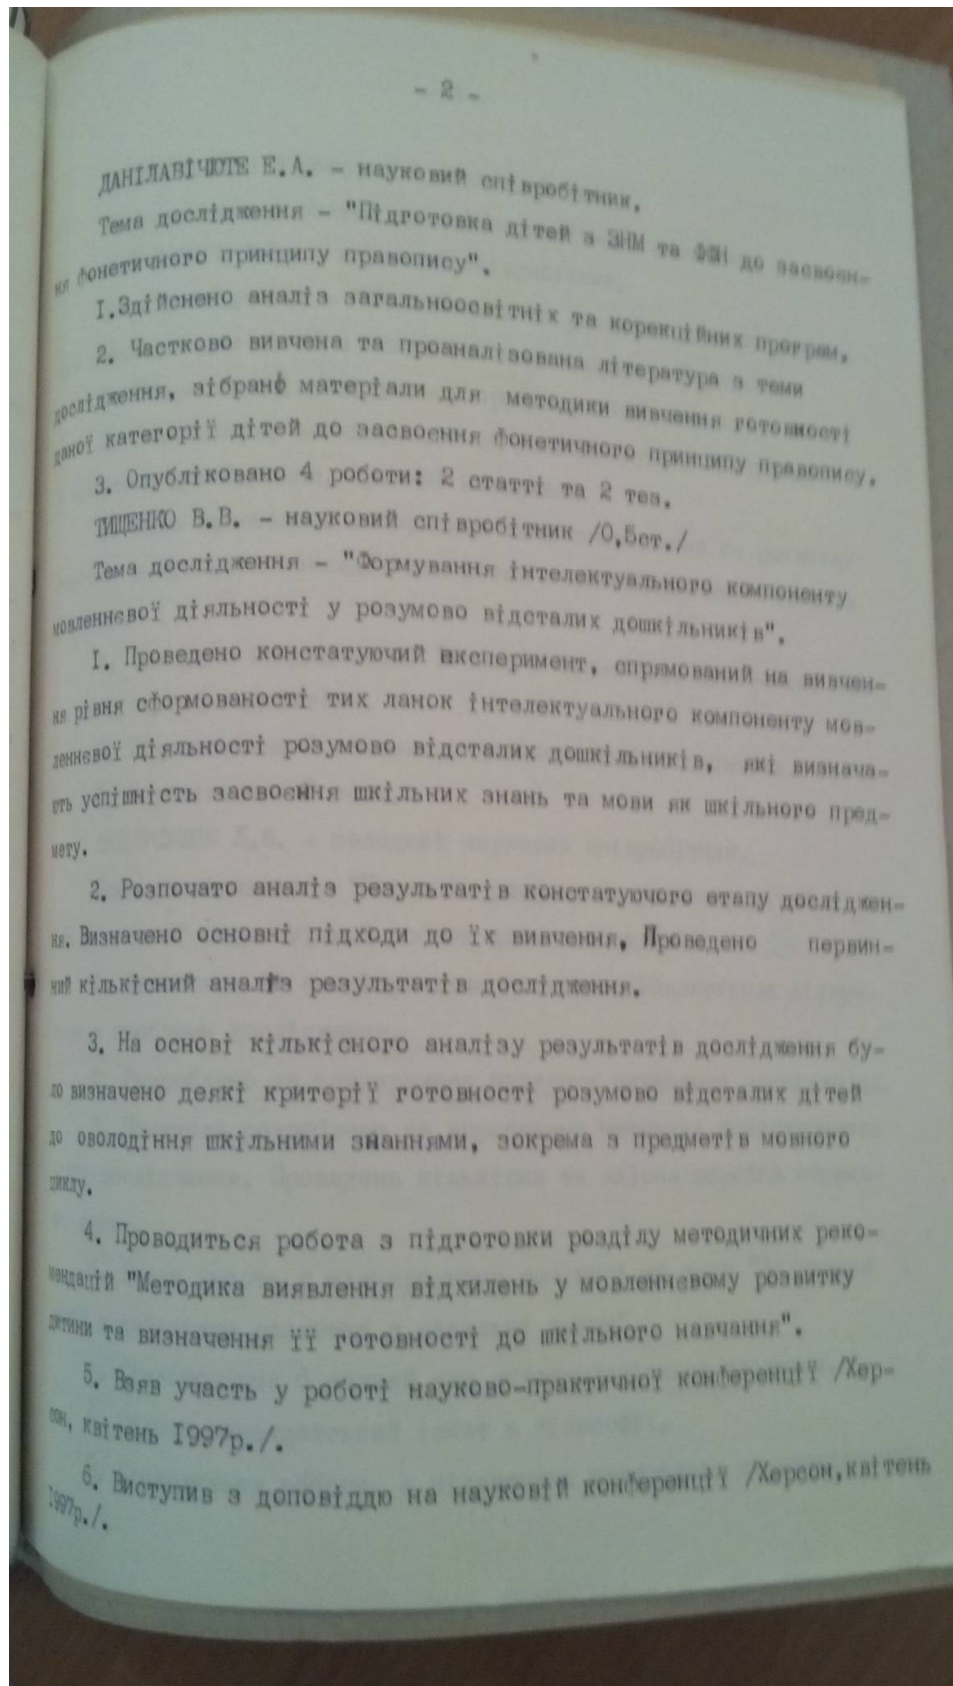 - 2 -
ДАНІЛАВІЧЮТЕ Е.А. - науковий співробітник.
Тема дослідження - "Підготовка дітей з ЗНМ та ФФН до засвоєн-
ня фонетичного принципу правопису".
І.Здійснено аналіз загальноосвітніх та корекційних програм.
2. Частково вивчена та проаналізована література з теми
дослідження, зібрані матеріали для методики вивчення готовності
даної категорії дітей до засвоєння фонетичного принципу правопису.
3. Опубліковано 4 роботи: 2 статті та 2 тез.
ТИЩЕНКО В.В. - науковий співробітник /0,5ст./
Тема дослідження - "Формування інтелектуального компоненту
мовленнєвої діяльності у розумово відсталих дошкільників".
І. Проведено констатуючий експеримент, спрямований на вивчен-
ня рівня сформованості тих ланок інтелектуального компоненту мов-
леннєвої діяльності розумово відсталих дошкільників, які визнача-
ють успішність засвоєння шкільних знань та мови як шкільного пред-
мету.
2. Розпочато аналіз результатів констатуючого етапу досліджен-
ня. Визначено основні підходи до їх вивчення. Проведено первин-
ний кількісний аналіз результатів дослідження.
3. На основі кількісного аналізу результатів дослідження бу-
ло визначено деякі критерії готовності розумово відсталих дітей
до оволодіння шкільними знаннями, зокрема з предметів мовного
циклу.
4. Проводиться робота з підготовки розділу методичних реко-
мендацій "Методика виявлення відхилень у мовленнєвому розвитку
дитини та визначення її готовності до шкільного навчання".
5. Взяв участь у роботі науково-практичної конференції /Хер-
сон, квітень І997р./.
6. Виступив з доповіддю на науковій конференції /Херсон,квітень
І997р./.